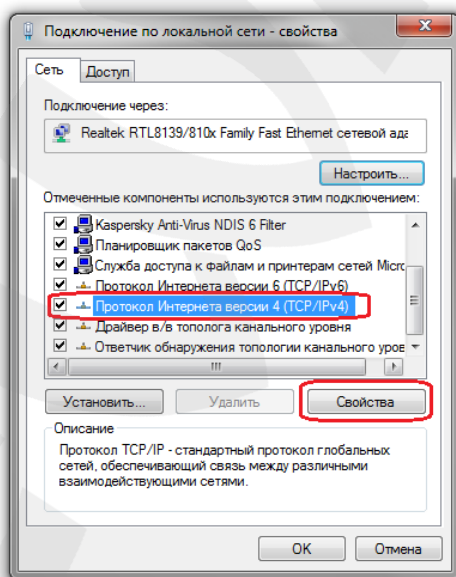 Подключение по локальной сети - свойства
Сеть Доступ
Подключение через:
Realtek RTL8139/810x Family Fast Ethernet сетевой ада
Настроить...
Отмеченные компоненты используются этим подключением:
Kaspersky Anti-Virus NDIS 6 Filter
Планировщик пакетов QoS
Служба доступа к файлам и принтерам сетей Micro
Протокол Интернета версии 6 (TCP/IPv6)
Протокол Интернета версии 4 (TCP/IPv4)
Драйвер в/в тополога канального уровня
Ответчик обнаружения топологии канального уров
Установить... Удалить Свойства
Описание
Протокол TCP/IP - стандартный протокол глобальных
сетей, обеспечивающий связь между различными
взаимодействующими сетями.
OK Отмена